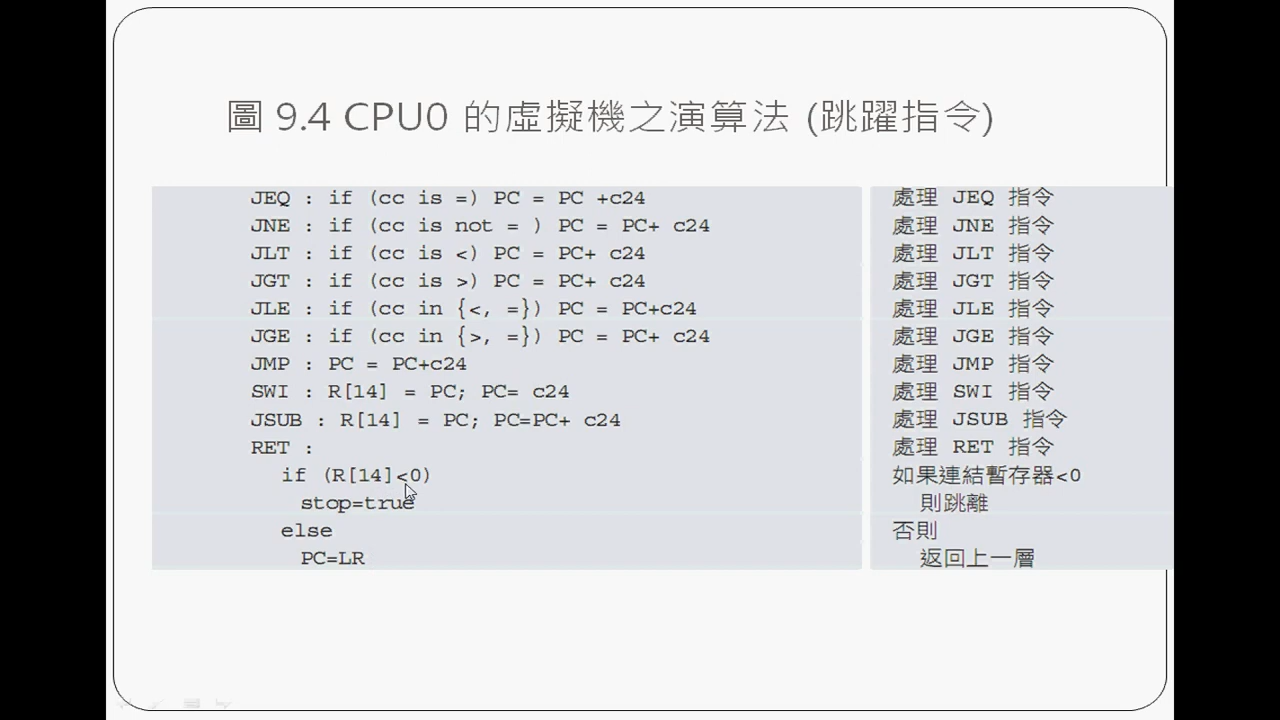 圖 9.4 CPU0 的虛擬機之演算法 (跳躍指令)
JEQ : if (cc is =) PC = PC +c24 處理 JEQ 指令
JNE : if (cc is not = ) PC = PC+ c24 處理 JNE 指令
JLT : if (cc is <) PC = PC+ c24 處理 JLT 指令
JGT : if (cc is >) PC = PC+ c24 處理 JGT 指令
JLE : if (cc in {<, =}) PC = PC+c24 處理 JLE 指令
JGE : if (cc in {>, =}) PC = PC+ c24 處理 JGE 指令
JMP : PC = PC+c24 處理 JMP 指令
SWI : R[14] = PC; PC= c24 處理 SWI 指令
JSUB : R[14] = PC; PC=PC+ c24 處理 JSUB 指令
RET : 處理 RET 指令
if (R[14]<0) 如果連結暫存器<0
stop=true 則跳離
else 否則
PC=LR 返回上一層